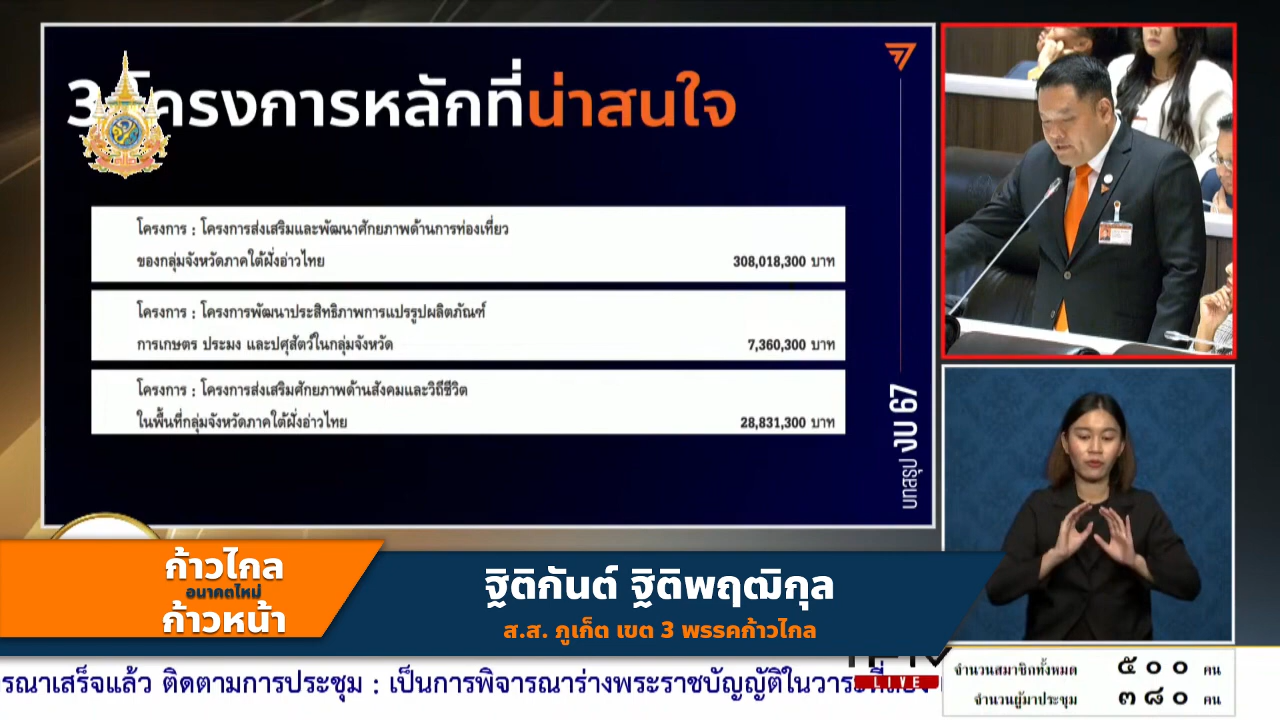 3 โครงการหลักที่น่าสนใจ
โครงการ : โครงการส่งเสริมและพัฒนาศักยภาพด้านการท่องเที่ยว
ของกลุ่มจังหวัดภาคใต้ฝั่งอ่าวไทย 308,018,300 บาท
โครงการ : โครงการพัฒนาประสิทธิภาพการแปรรูปผลิตภัณฑ์
การเกษตร ประมง และปศุสัตว์ในกลุ่มจังหวัด 7,360,300 บาท
โครงการ : โครงการส่งเสริมศักยภาพด้านสังคมและวิถีชีวิต
ในพื้นที่กลุ่มจังหวัดภาคใต้ฝั่งอ่าวไทย 28,831,300 บาท
บทสรุป งบ 67
ก้าวไกล
อนาคตใหม่
ก้าวหน้า
ฐิติกันต์ ฐิติพฤฒิกุล
ส.ส. ภูเก็ต เขต 3 พรรคก้าวไกล
รณาเสร็จแล้ว ติดตามการประชุม : เป็นการพิจารณาร่างพระราชบัญญัติในวาระที่สอง
LIVE
จำนวนสมาชิกทั้งหมด ๕๐๐ คน
จำนวนผู้มาประชุม ๓๘๐ คน